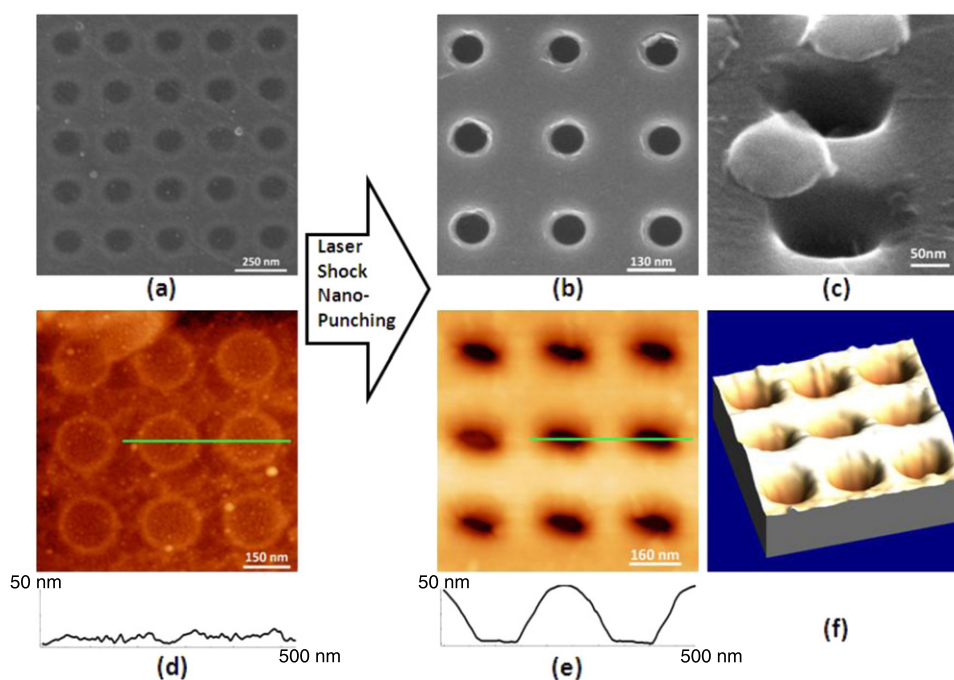 250 nm
(a)
Laser
Shock
Nano-
Punching
130 nm
(b)
50nm
(c)
150 nm
50 nm
500 nm
(d)
160 nm
50 nm
500 nm
(e)
(f)